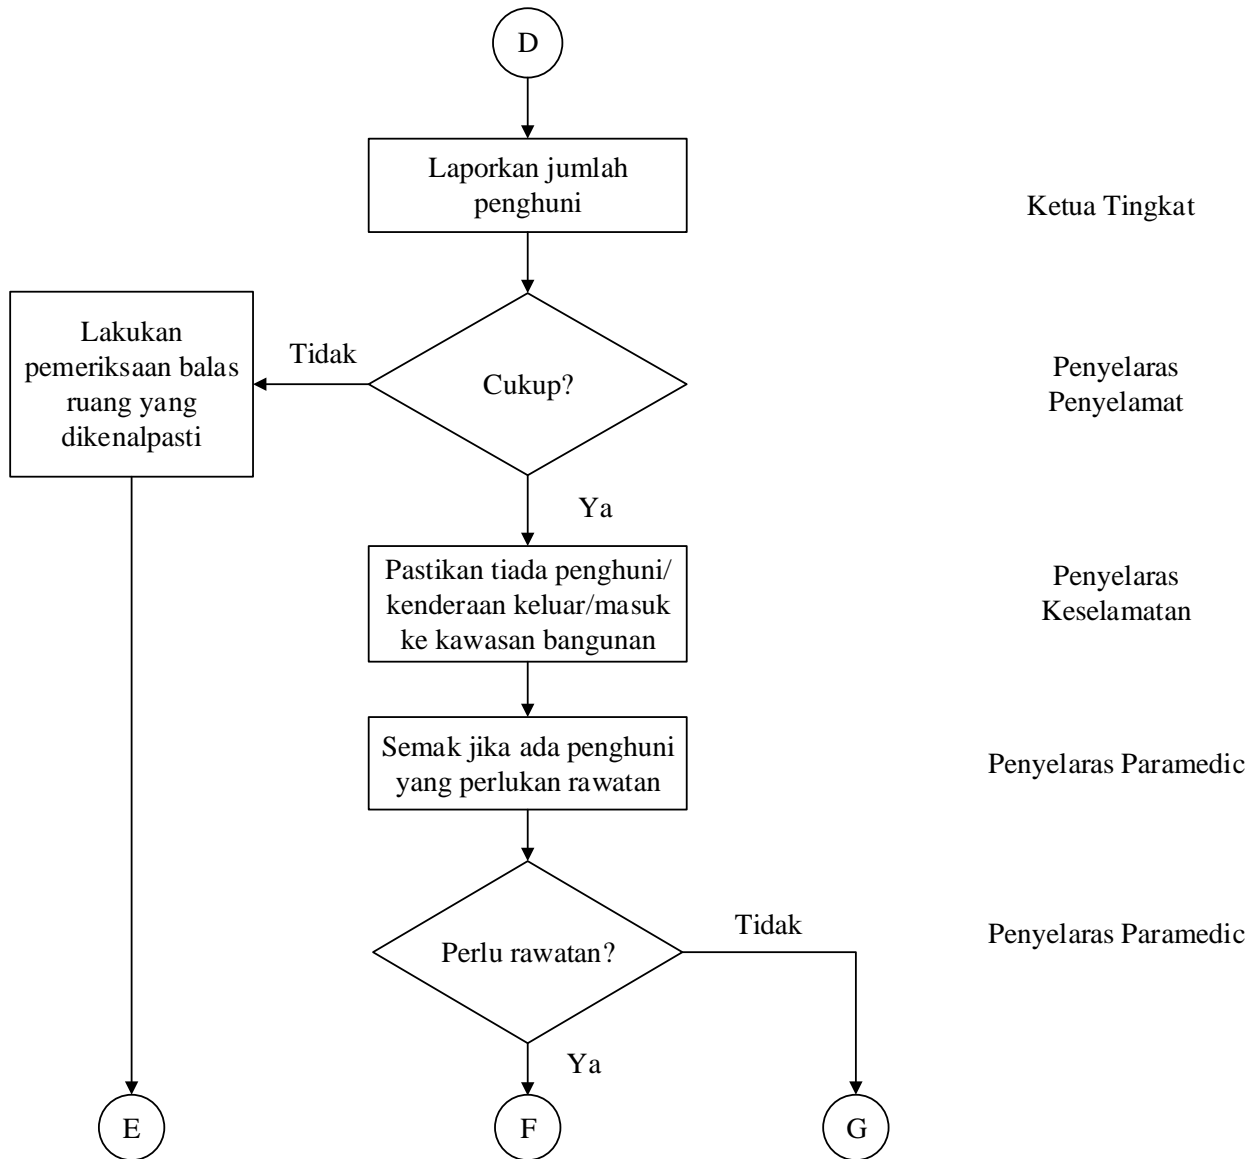 D
Laporkan jumlah
penghuni
Ketua Tingkat
Lakukan
pemeriksaan balas
ruang yang
dikenalpasti
Tidak
Cukup?
Penyelaras
Penyelamat
Ya
Pastikan tiada penghuni/
kenderaan keluar/masuk
ke kawasan bangunan
Penyelaras
Keselamatan
Semak jika ada penghuni
yang perlukan rawatan
Penyelaras Paramedic
Perlu rawatan?
Tidak
Penyelaras Paramedic
Ya
E
F
G